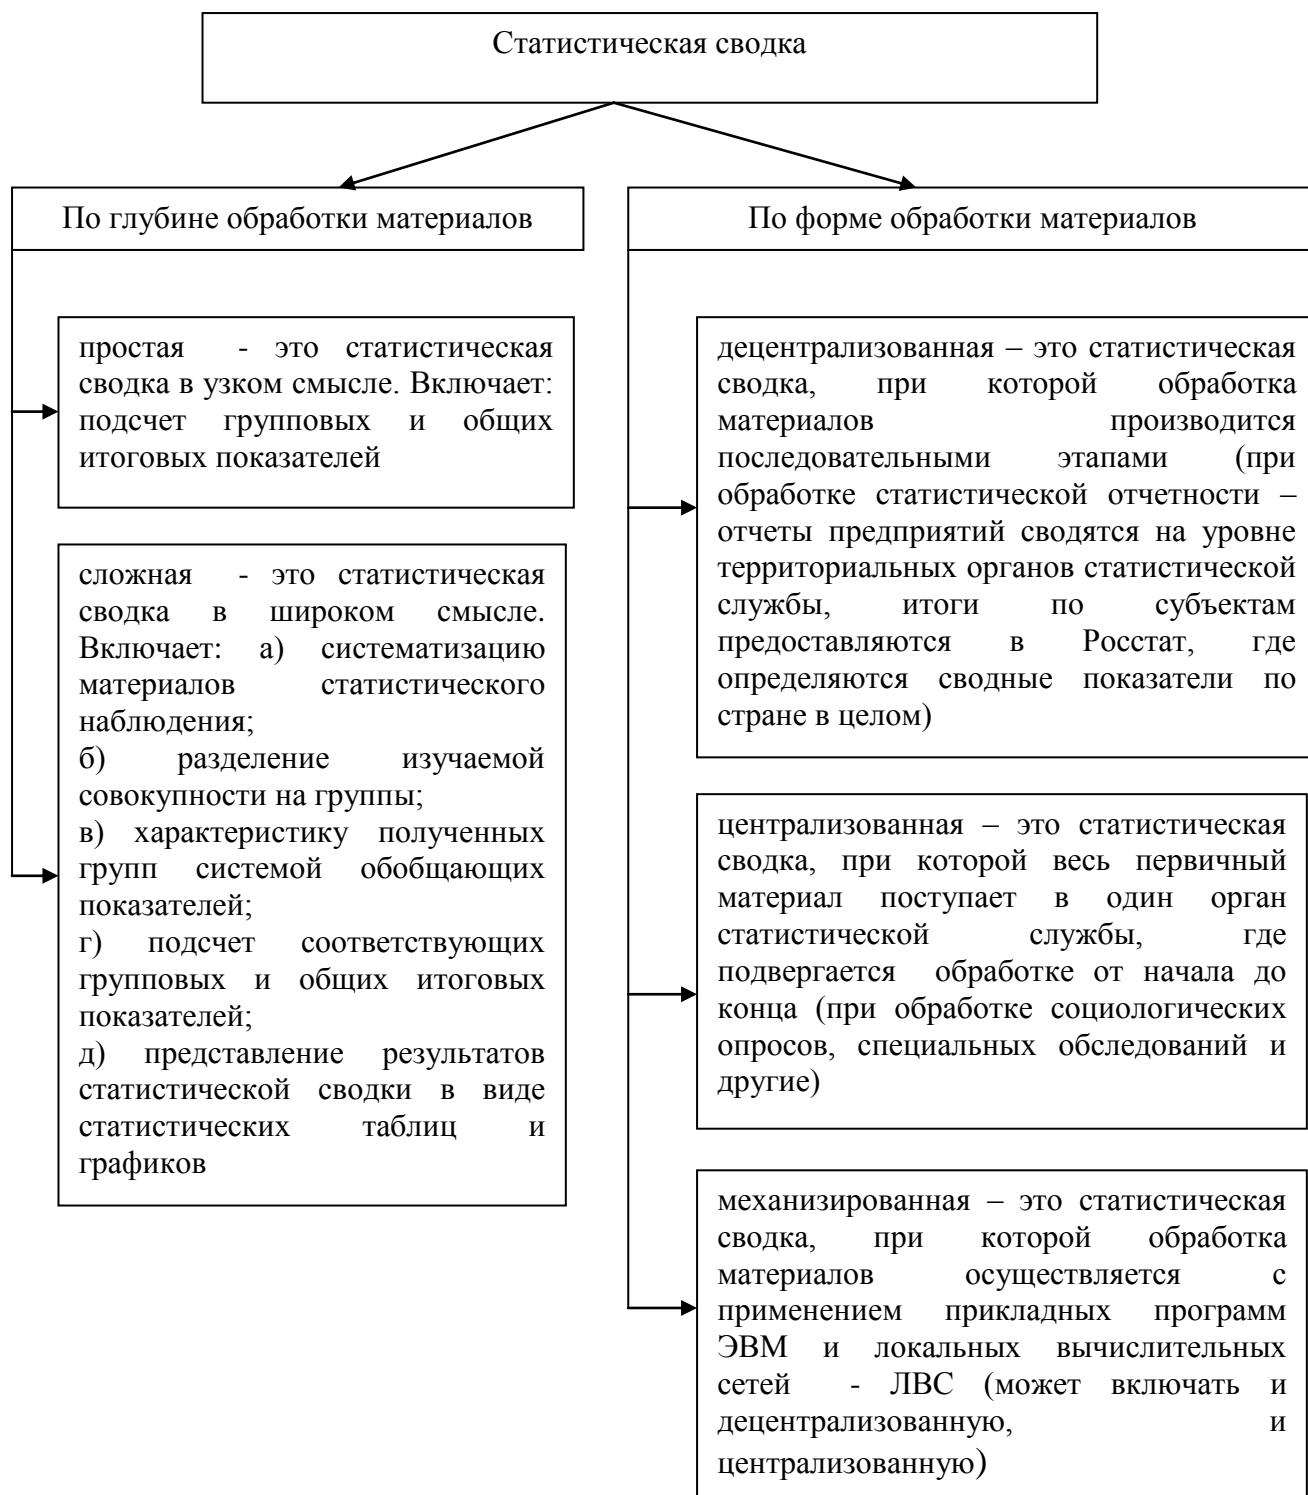 Статистическая сводка
По глубине обработки материалов
простая - это статистическая
сводка в узком смысле. Включает:
подсчет групповых и общих
итоговых показателей
сложная - это статистическая
сводка в широком смысле.
Включает: а) систематизацию
материалов статистического
наблюдения;
б) разделение изучаемой
совокупности на группы;
в) характеристику полученных
групп системой обобщающих
показателей;
г) подсчет соответствующих
групповых и общих итоговых
показателей;
д) представление результатов
статистической сводки в виде
статистических таблиц и
графиков
По форме обработки материалов
децентрализованная – это статистическая
сводка, при которой обработка
материалов производится
последовательными этапами (при
обработке статистической отчетности –
отчеты предприятий сводятся на уровне
территориальных органов статистической
службы, итоги по субъектам
предоставляются в Росстат, где
определяются сводные показатели по
стране в целом)
централизованная – это статистическая
сводка, при которой весь первичный
материал поступает в один орган
статистической службы, где
подвергается обработке от начала до
конца (при обработке социологических
опросов, специальных обследований и
другие)
механизированная – это статистическая
сводка, при которой обработка
материалов осуществляется с
применением прикладных программ
ЭВМ и локальных вычислительных
сетей - ЛВС (может включать и
децентрализованную, и
централизованную)